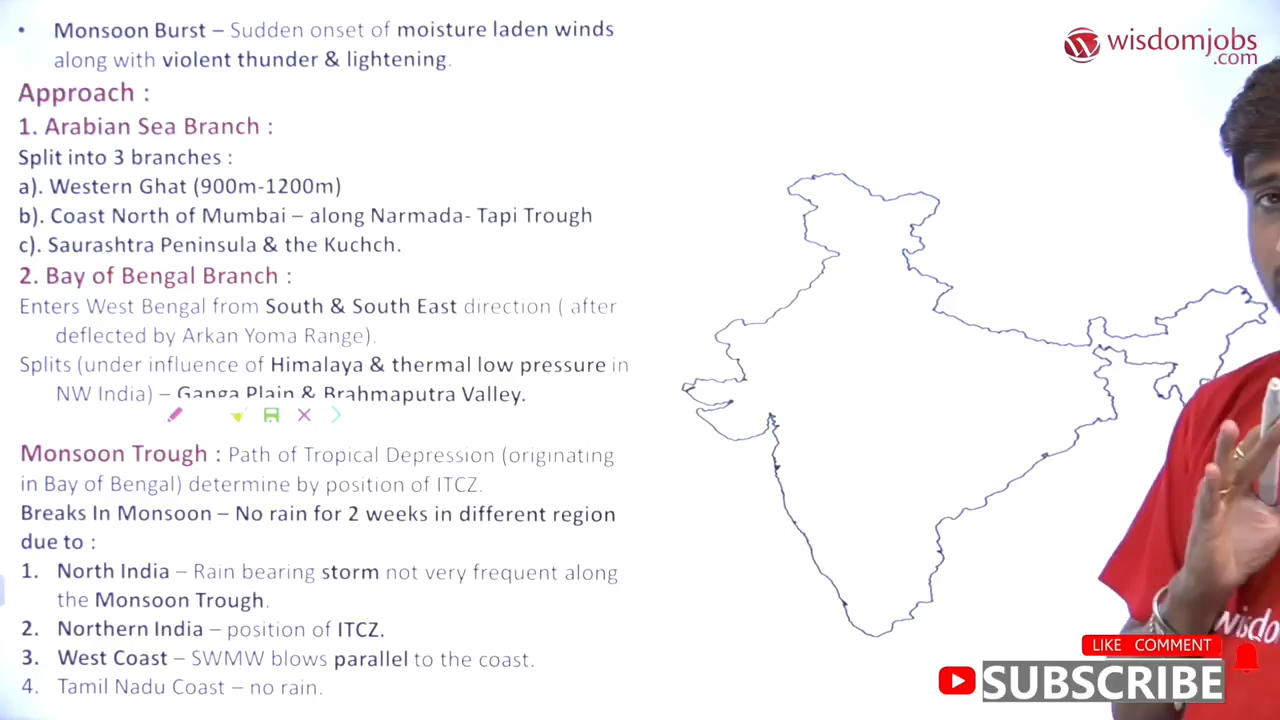 • Monsoon Burst – Sudden onset of moisture laden winds
along with violent thunder & lightening.
Approach :
1. Arabian Sea Branch :
Split into 3 branches :
a). Western Ghat (900m-1200m)
b). Coast North of Mumbai – along Narmada- Tapi Trough
c). Saurashtra Peninsula & the Kuchch.
2. Bay of Bengal Branch :
Enters West Bengal from South & South East direction ( after
deflected by Arkan Yoma Range).
Splits (under influence of Himalaya & thermal low pressure in
NW India) – Ganga Plain & Brahmaputra Valley.
Monsoon Trough : Path of Tropical Depression (originating
in Bay of Bengal) determine by position of ITCZ.
Breaks In Monsoon – No rain for 2 weeks in different region
due to :
1. North India – Rain bearing storm not very frequent along
the Monsoon Trough.
2. Northern India – position of ITCZ.
3. West Coast – SWMW blows parallel to the coast.
4. Tamil Nadu Coast – no rain.
wisdomjobs
.com
wisdo
LIKE COMMENT
SUBSCRIBE